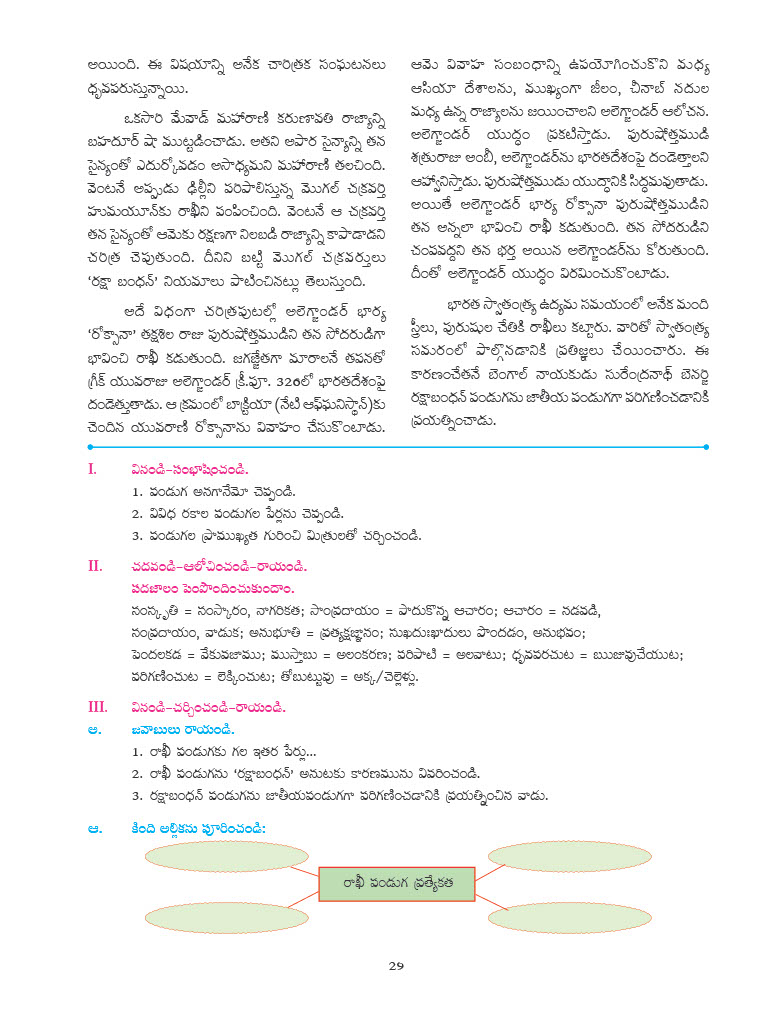 అయింది. ఈ విషయాన్ని అనేక చారిత్రక సంఘటనలు
ధృవపరుస్తున్నాయి.
ఒకసారి మేవాడ్ మహారాణి కరుణావతి రాజ్యాన్ని
బహదూర్ షా ముట్టడించాడు. అతని అపార సైన్యాన్ని తన
సైన్యంతో ఎదుర్కోవడం అసాధ్యమని మహారాణి తలచింది.
వెంటనే అప్పుడు ఢిల్లీని పరిపాలిస్తున్న మొగల్ చక్రవర్తి
హుమయూన్‌కు రాఖీని పంపించింది. వెంటనే ఆ చక్రవర్తి
తన సైన్యంతో ఆమెకు రక్షణగా నిలబడి రాజ్యాన్ని కాపాడాడని
చరిత్ర చెపుతుంది. దీనిని బట్టి మొగల్ చక్రవర్తులు
‘రక్షా బంధన్’ నియమాలు పాటించినట్లు తెలుస్తుంది.
అదే విధంగా చరిత్రపుటల్లో అలెగ్జాండర్ భార్య
‘రోక్సానా’ తక్షశిల రాజు పురుషోత్తముడిని తన సోదరుడిగా
భావించి రాఖీ కడుతుంది. జగజ్జేతగా మారాలనే తపనతో
గ్రీక్ యువరాజు అలెగ్జాండర్ క్రీ.పూ. 326లో భారతదేశంపై
దండెత్తుతాడు. ఆ క్రమంలో బాక్ట్రియా (నేటి ఆఫ్‌ఘనిస్థాన్)కు
చెందిన యువరాణి రోక్సానాను వివాహం చేసుకొంటాడు.
ఆమె వివాహ సంబంధాన్ని ఉపయోగించుకొని మధ్య
ఆసియా దేశాలను, ముఖ్యంగా జీలం, చీనాబ్ నదుల
మధ్య ఉన్న రాజ్యాలను జయించాలని అలెగ్జాండర్ ఆలోచన.
అలెగ్జాండర్ యుద్ధం ప్రకటిస్తాడు. పురుషోత్తముడి
శత్రురాజు అంబీ, అలెగ్జాండర్‌ను భారతదేశంపై దండెత్తాలని
ఆహ్వానిస్తాడు. పురుషోత్తముడు యుద్ధానికి సిద్ధమవుతాడు.
అయితే అలెగ్జాండర్ భార్య రోక్సానా పురుషోత్తముడిని
తన అన్నలా భావించి రాఖీ కడుతుంది. తన సోదరుడిని
చంపవద్దని తన భర్త అయిన అలెగ్జాండర్‌ను కోరుతుంది.
దీంతో అలెగ్జాండర్ యుద్ధం విరమించుకొంటాడు.
భారత స్వాతంత్ర్య ఉద్యమ సమయంలో అనేక మంది
స్త్రీలు, పురుషుల చేతికి రాఖీలు కట్టారు. వారితో స్వాతంత్ర్య
సమరంలో పాల్గొనడానికి ప్రతిజ్ఞలు చేయించారు. ఈ
కారణంచేతనే బెంగాల్ నాయకుడు సురేంద్రనాథ్ బెనర్జి
రక్షాబంధన్ పండుగను జాతీయ పండుగగా పరిగణించడానికి
ప్రయత్నించాడు.
I. వినండి-సంభాషించండి.
1. పండుగ అనగానేమో చెప్పండి.
2. వివిధ రకాల పండుగల పేర్లను చెప్పండి.
3. పండుగల ప్రాముఖ్యత గురించి మిత్రులతో చర్చించండి.
II. చదవండి-ఆలోచించండి-రాయండి.
పదజాలం పెంపొందించుకుందాం.
సంస్కృతి = సంస్కారం, నాగరికత; సాంప్రదాయం = పాదుకొన్న ఆచారం; ఆచారం = నడవడి,
సంప్రదాయం, వాడుక; అనుభూతి = ప్రత్యక్షజ్ఞానం; సుఖదుఃఖాదులు పొందడం, అనుభవం;
పెందలకడ = వేకువజాము; ముస్తాబు = అలంకరణ; పరిపాటి = అలవాటు; ధృవపరచుట = ఋజువుచేయుట;
పరిగణించుట = లెక్కించుట; తోబుట్టువు = అక్క/చెల్లెళ్లు.
III. వినండి-చర్చించండి-రాయండి.
అ. జవాబులు రాయండి.
1. రాఖీ పండుగకు గల ఇతర పేర్లు...
2. రాఖీ పండుగను ‘రక్షాబంధన్’ అనుటకు కారణమును వివరించండి.
3. రక్షాబంధన్ పండుగను జాతీయపండుగగా పరిగణించడానికి ప్రయత్నించిన వాడు.
ఆ. కింది అల్లికను పూరించండి:
రాఖీ పండుగ ప్రత్యేకత
29